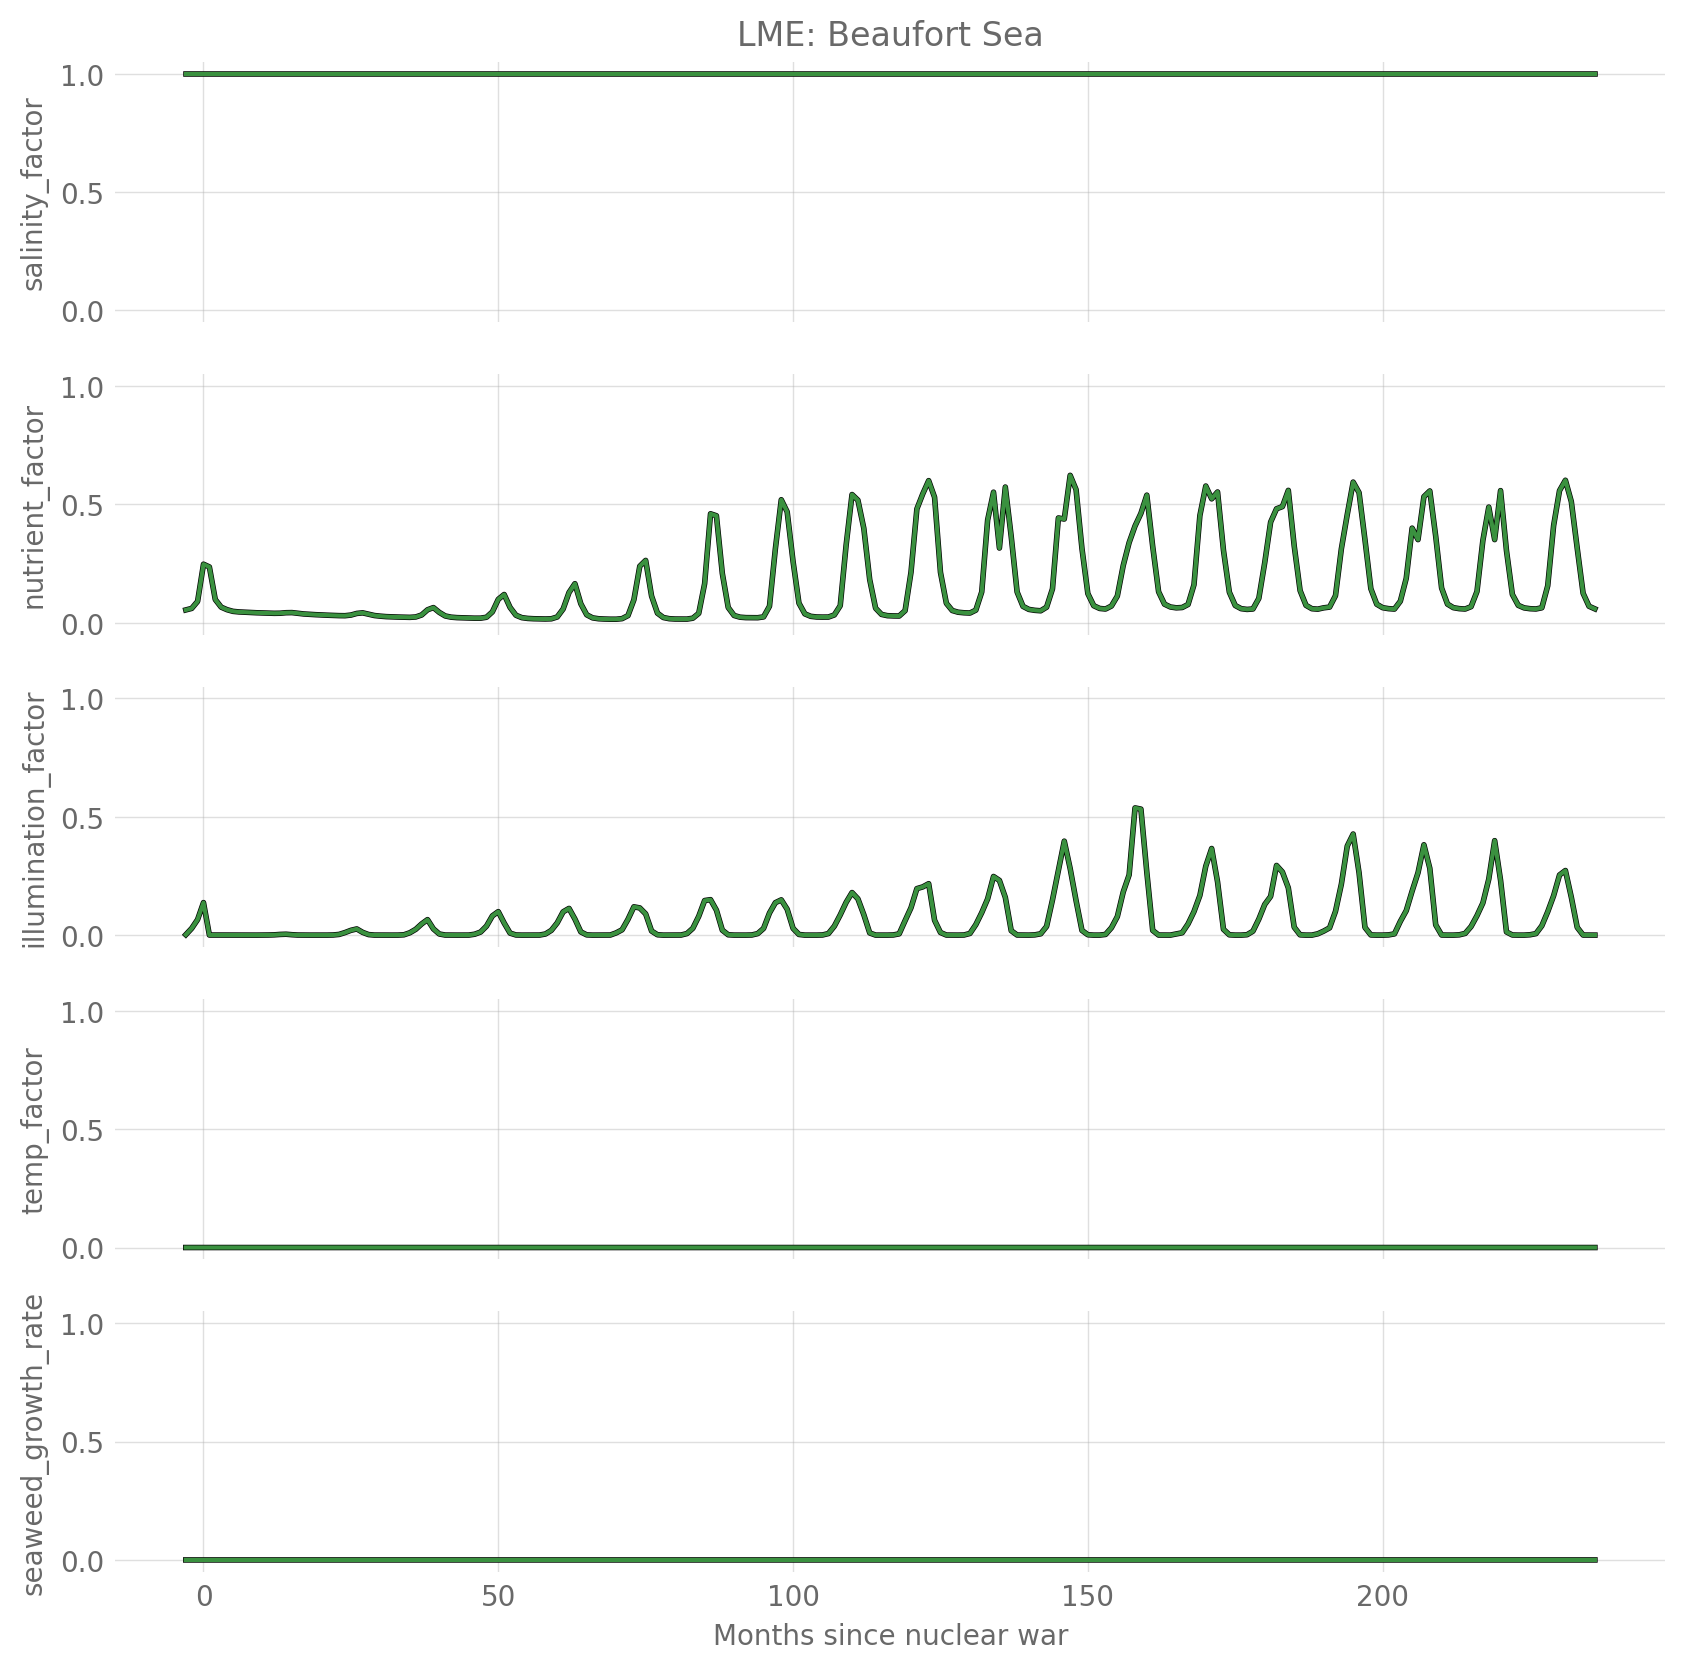 LME: Beaufort Sea
salinity_factor
1.0
0.5
0.0
nutrient_factor
1.0
0.5
0.0
illumination_factor
1.0
0.5
0.0
temp_factor
1.0
0.5
0.0
seaweed_growth_rate
1.0
0.5
0.0
0 50 100 150 200
Months since nuclear war